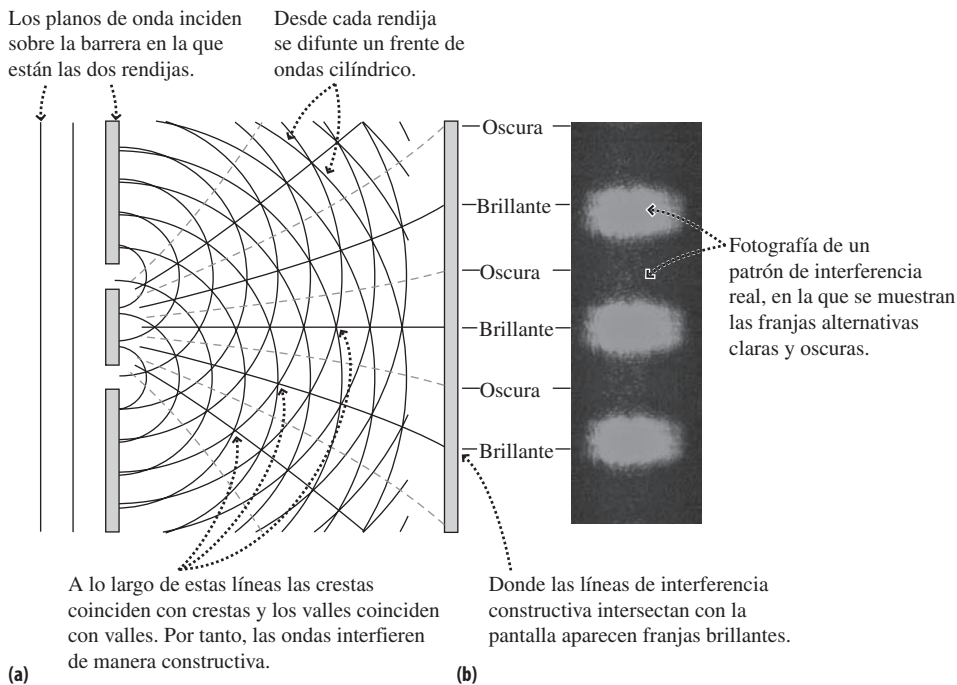 Los planos de onda inciden
sobre la barrera en la que
están las dos rendijas.
Desde cada rendija
se difunte un frente de
ondas cilíndrico.
Oscura
Brillante
Oscura
Brillante
Oscura
Brillante
Fotografía de un
patrón de interferencia
real, en la que se muestran
las franjas alternativas
claras y oscuras.
A lo largo de estas líneas las crestas
coinciden con crestas y los valles coinciden
con valles. Por tanto, las ondas interfieren
de manera constructiva.
Donde las líneas de interferencia
constructiva intersectan con la
pantalla aparecen franjas brillantes.
(a)
(b)